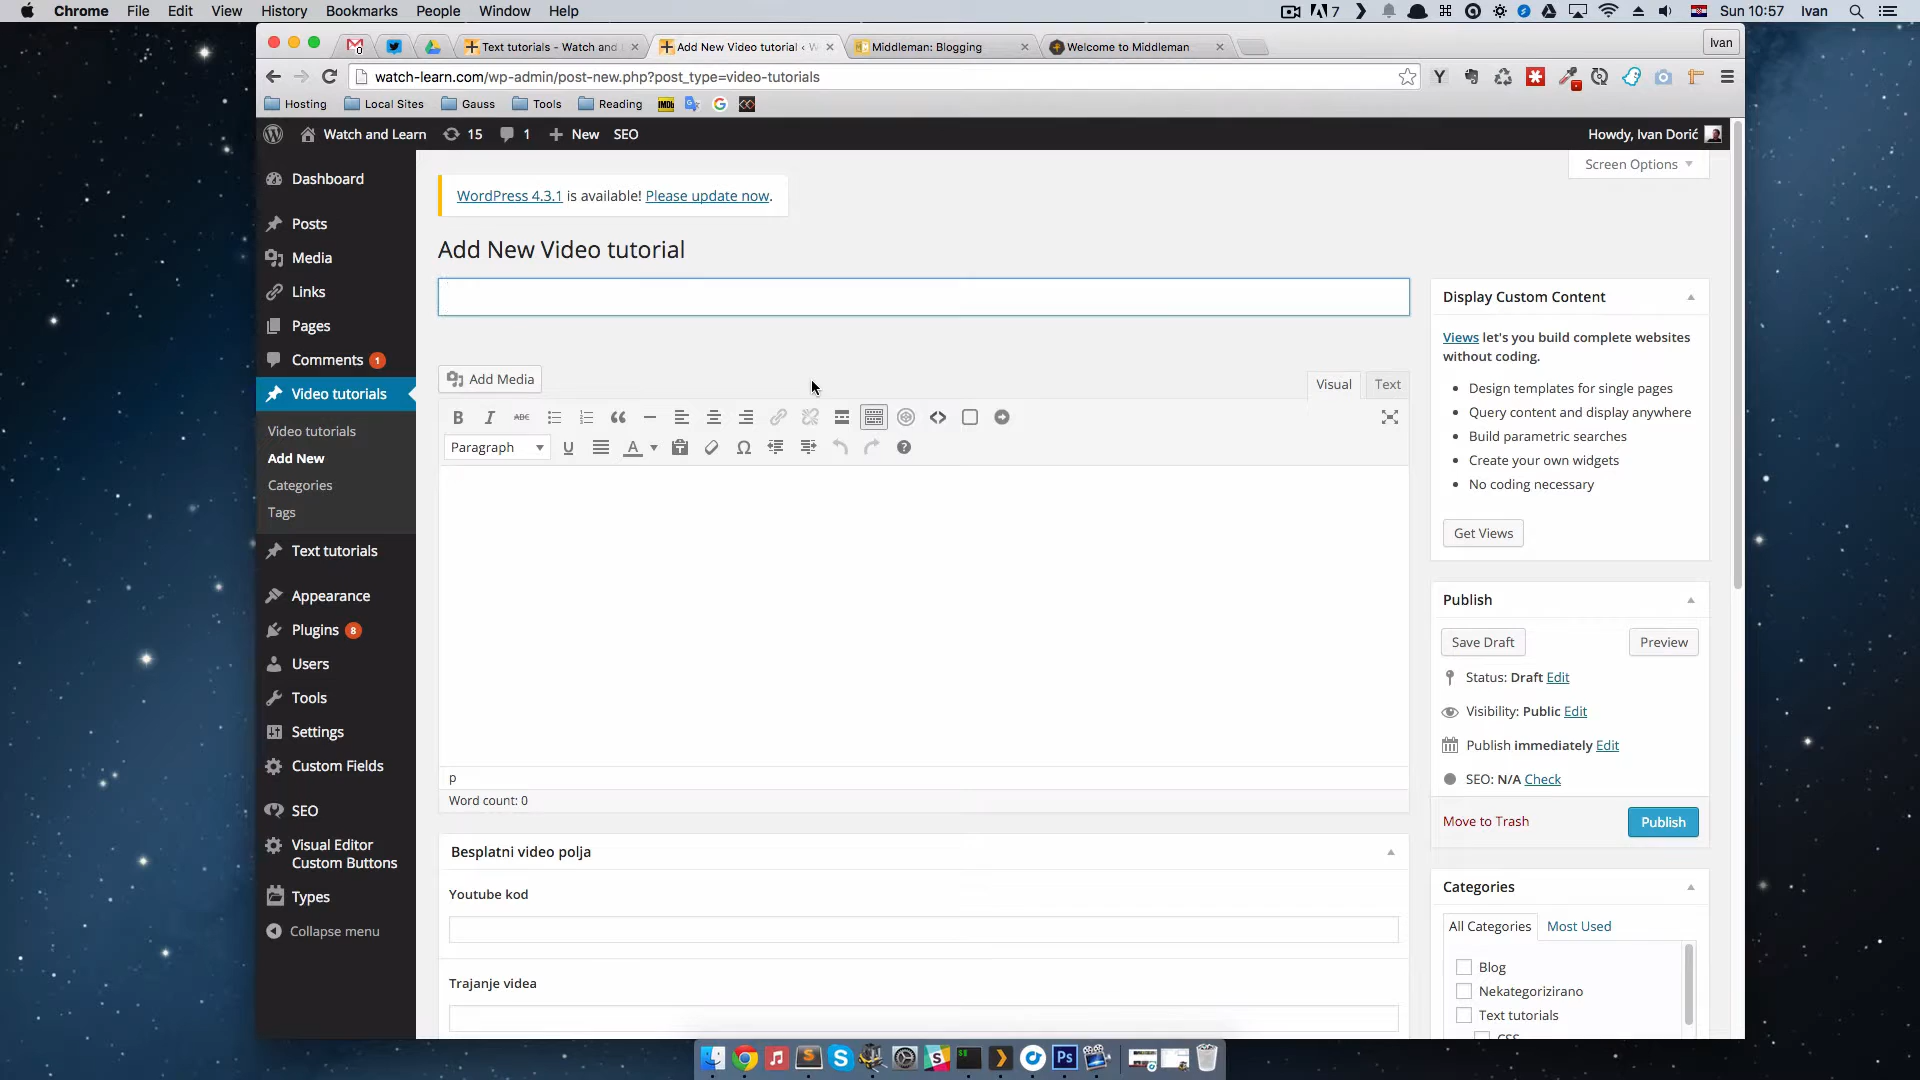 Chrome File Edit View History Bookmarks People Window Help
7 Sun 10:57 Ivan
Text tutorials - Watch and L
Add New Video tutorial ‹ W
Middleman: Blogging
Welcome to Middleman
Ivan
watch-learn.com/wp-admin/post-new.php?post_type=video-tutorials
Hosting Local Sites Gauss Tools Reading IMDb
Watch and Learn 15 1 New SEO
Howdy, Ivan Dorić
Screen Options
Dashboard
Posts
Media
Links
Pages
Comments 1
Video tutorials
Video tutorials
Add New
Categories
Tags
Text tutorials
Appearance
Plugins 8
Users
Tools
Settings
Custom Fields
SEO
Visual Editor
Custom Buttons
Types
Collapse menu
WordPress 4.3.1 is available! Please update now.
Add New Video tutorial
Add Media
Visual Text
B I ABC
Paragraph U A Ω
p
Word count: 0
Besplatni video polja
Youtube kod
Trajanje videa
Display Custom Content
Views let's you build complete websites
without coding.
Design templates for single pages
Query content and display anywhere
Build parametric searches
Create your own widgets
No coding necessary
Get Views
Publish
Save Draft Preview
Status: Draft Edit
Visibility: Public Edit
Publish immediately Edit
SEO: N/A Check
Move to Trash Publish
Categories
All Categories Most Used
Blog
Nekategorizirano
Text tutorials
CSS
Ps